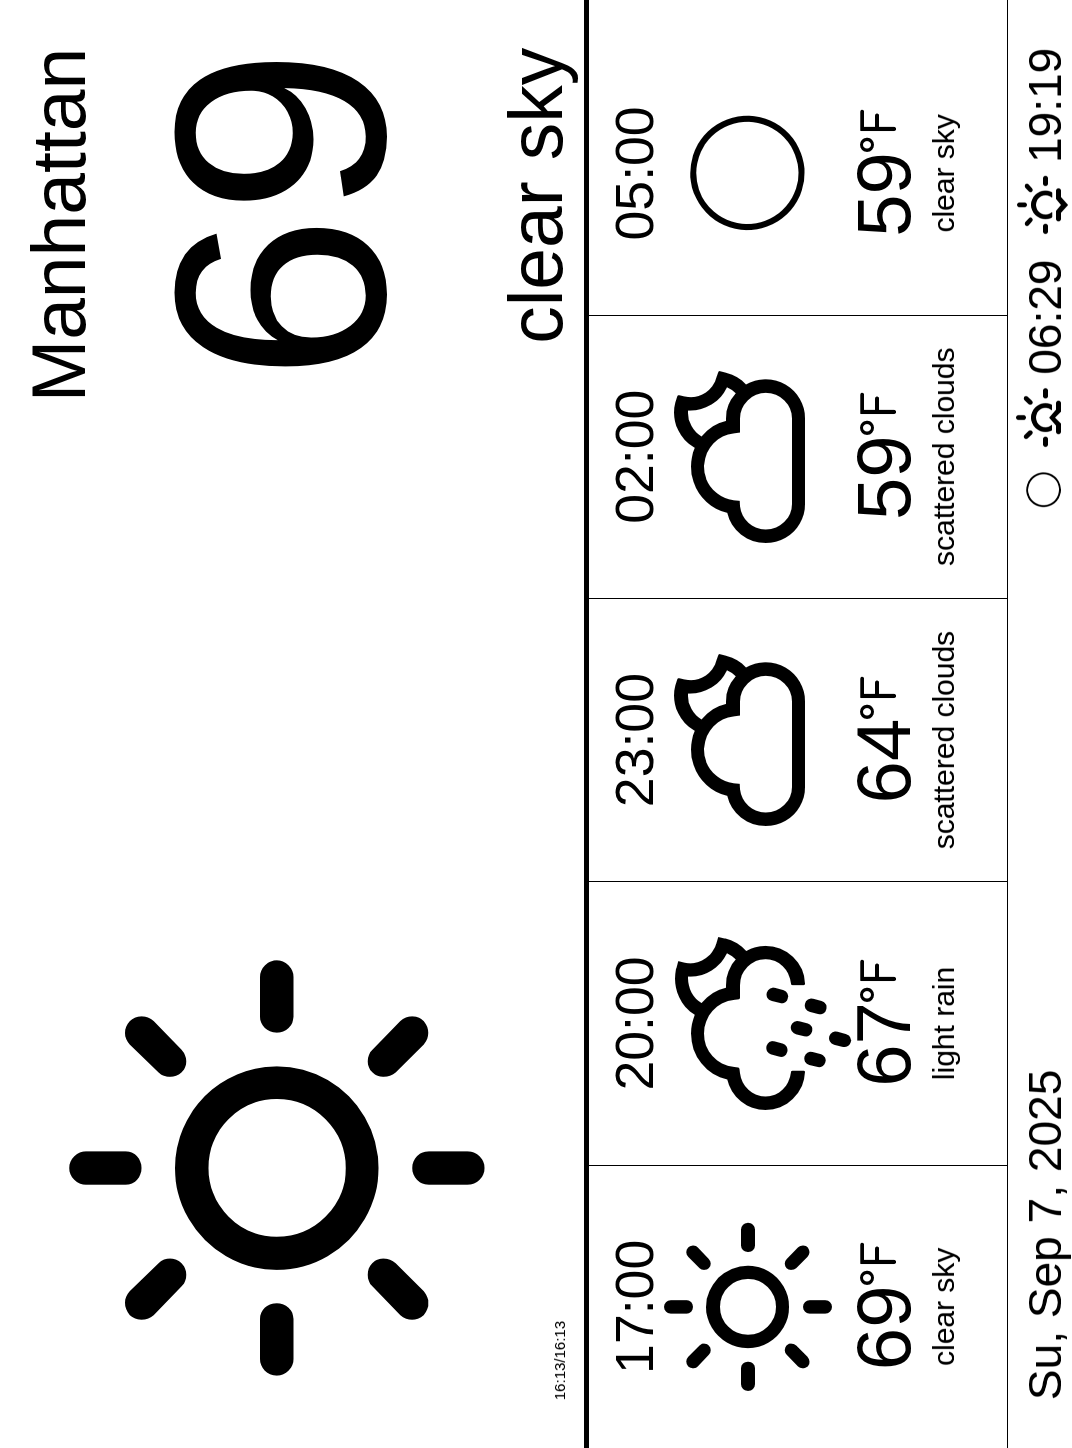 Manhattan
69
clear sky
16:13/16:13
17:00
69°F
clear sky
20:00
67°F
light rain
23:00
64°F
scattered clouds
02:00
59°F
scattered clouds
05:00
59°F
clear sky
Su, Sep 7, 2025
06:29
19:19